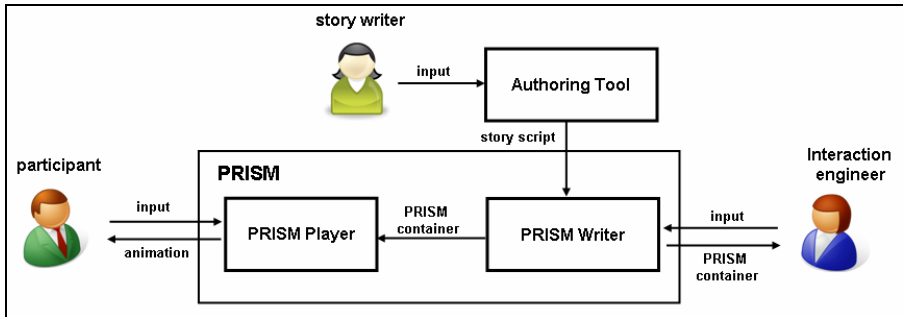 story writer
input
Authoring Tool
story script
participant
PRISM
Interaction
engineer
input
PRISM Player
animation
PRISM
container
PRISM Writer
input
PRISM
container